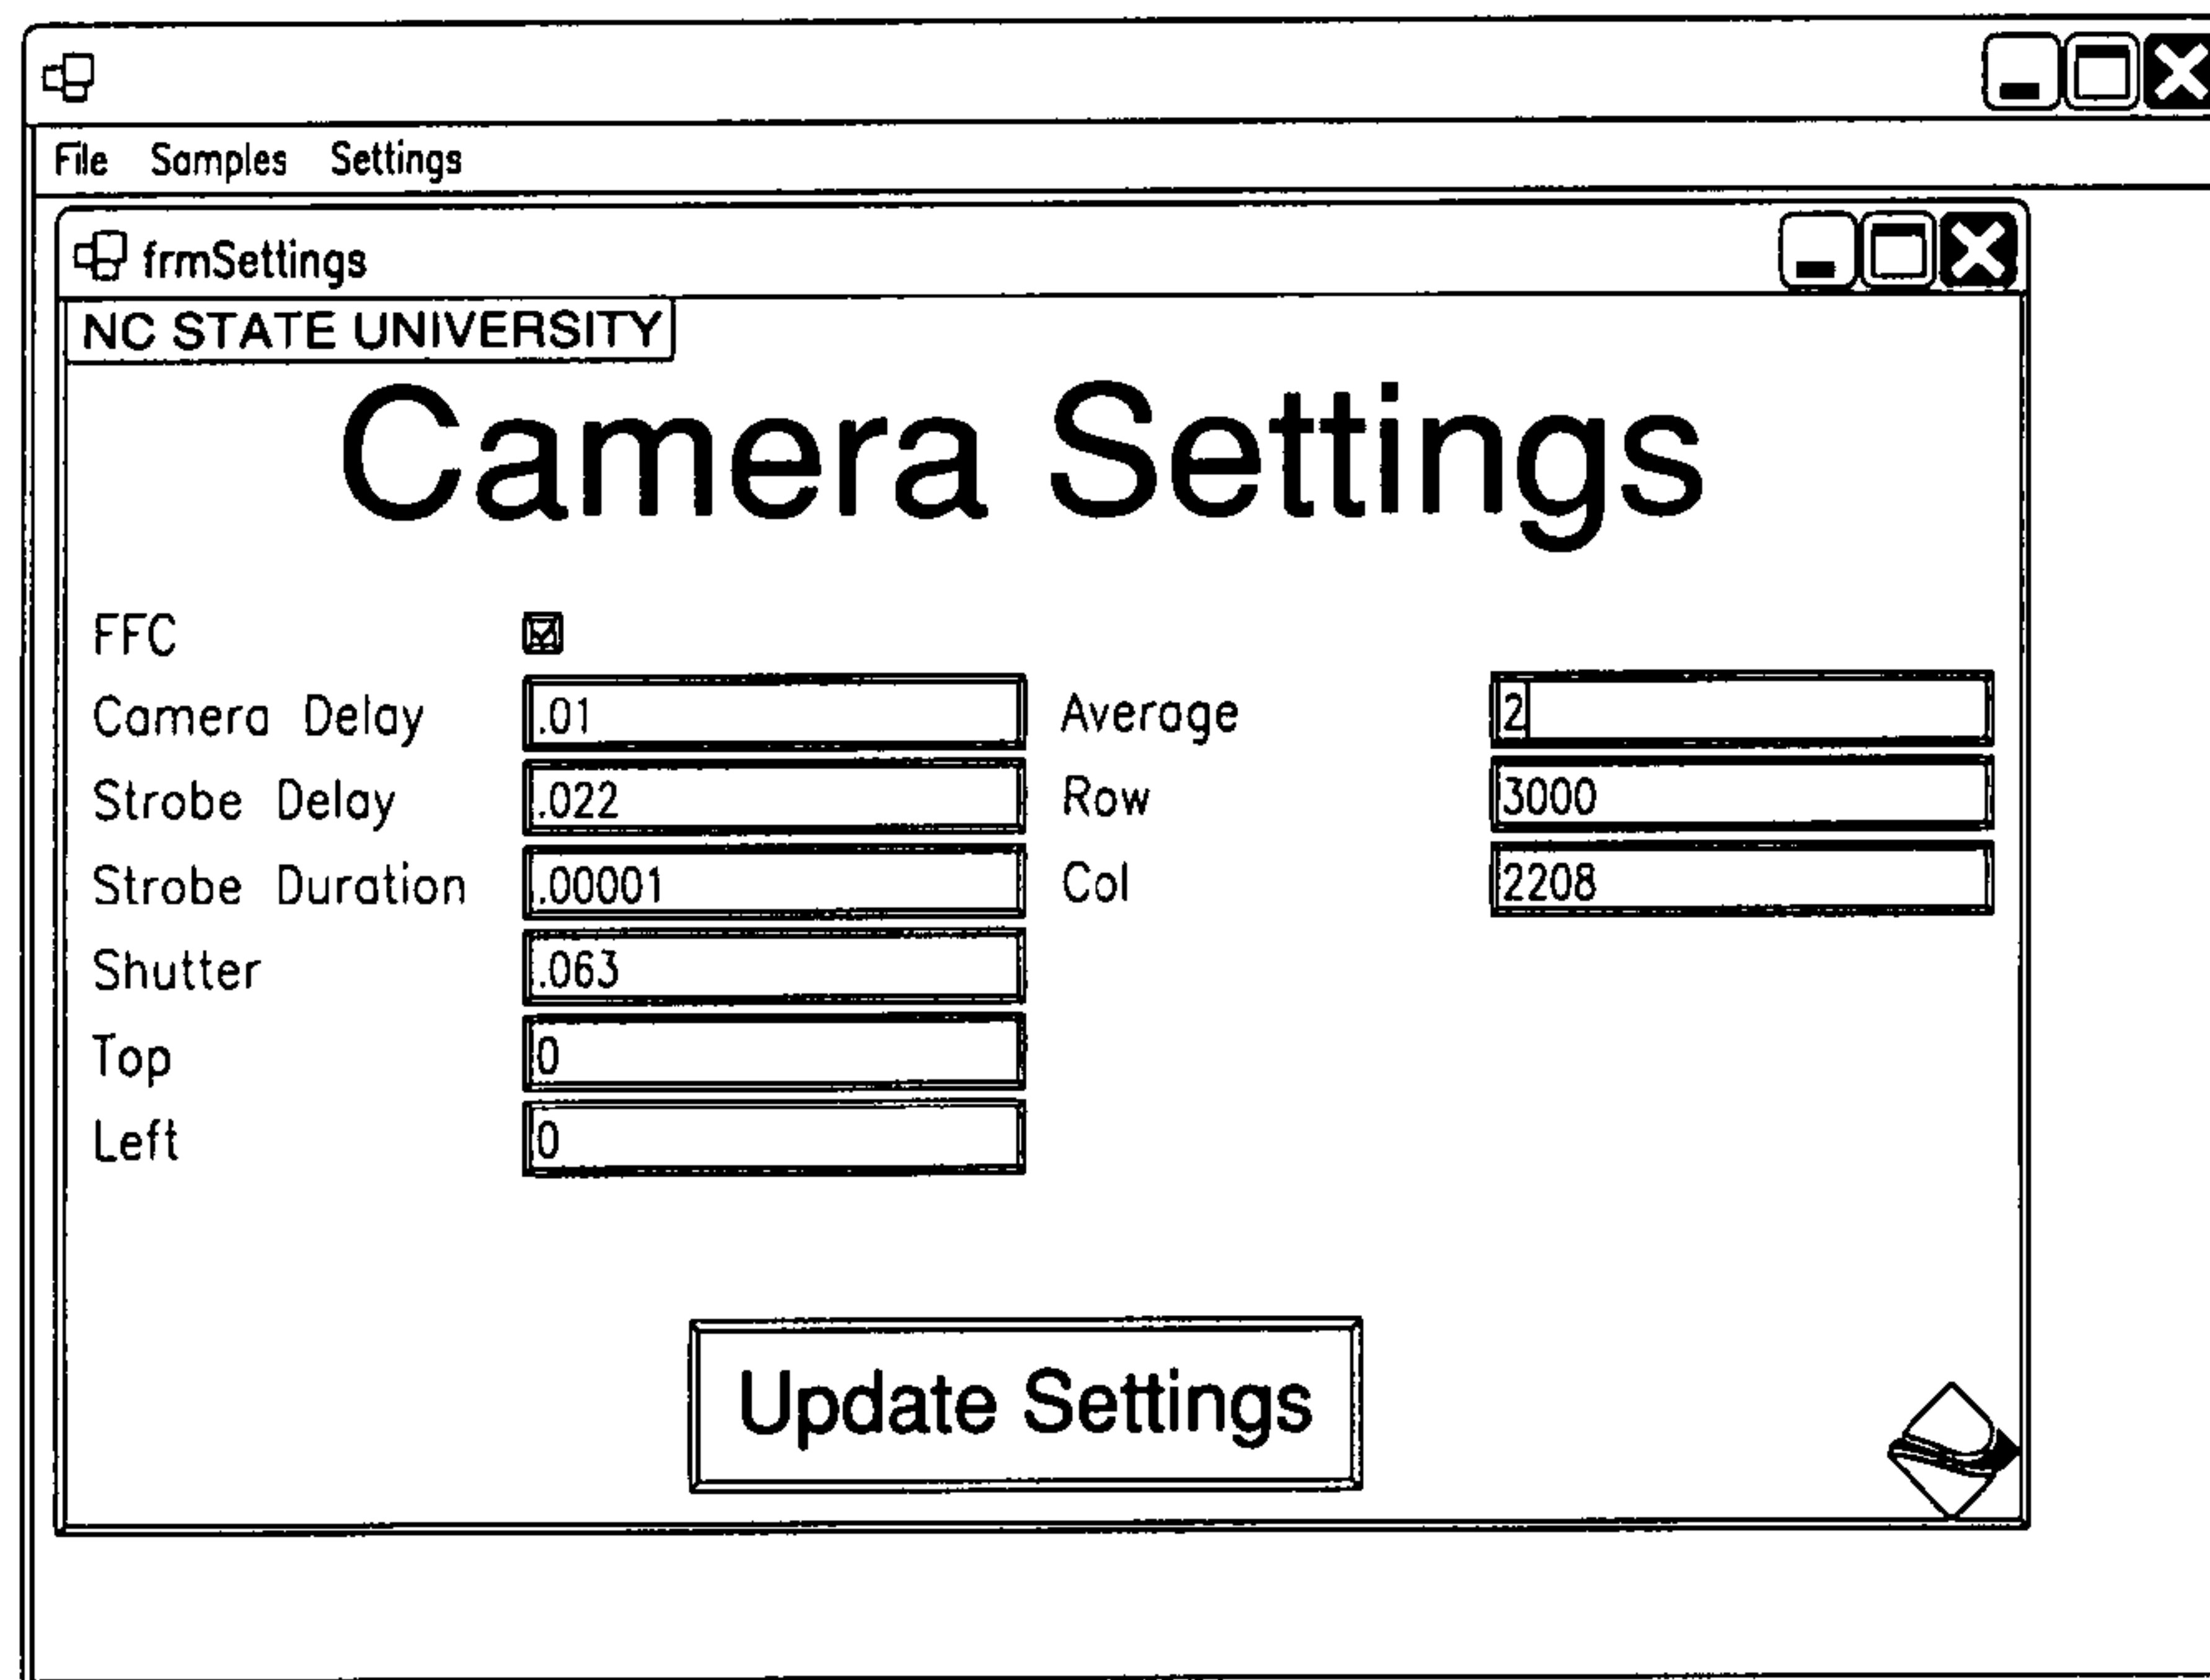 File Samples Settings
frmSettings
NC STATE UNIVERSITY
Camera Settings
FFC
Camera Delay .01 Average 2
Strobe Delay .022 Row 3000
Strobe Duration .00001 Col 2208
Shutter .063
Top 0
Left 0
Update Settings